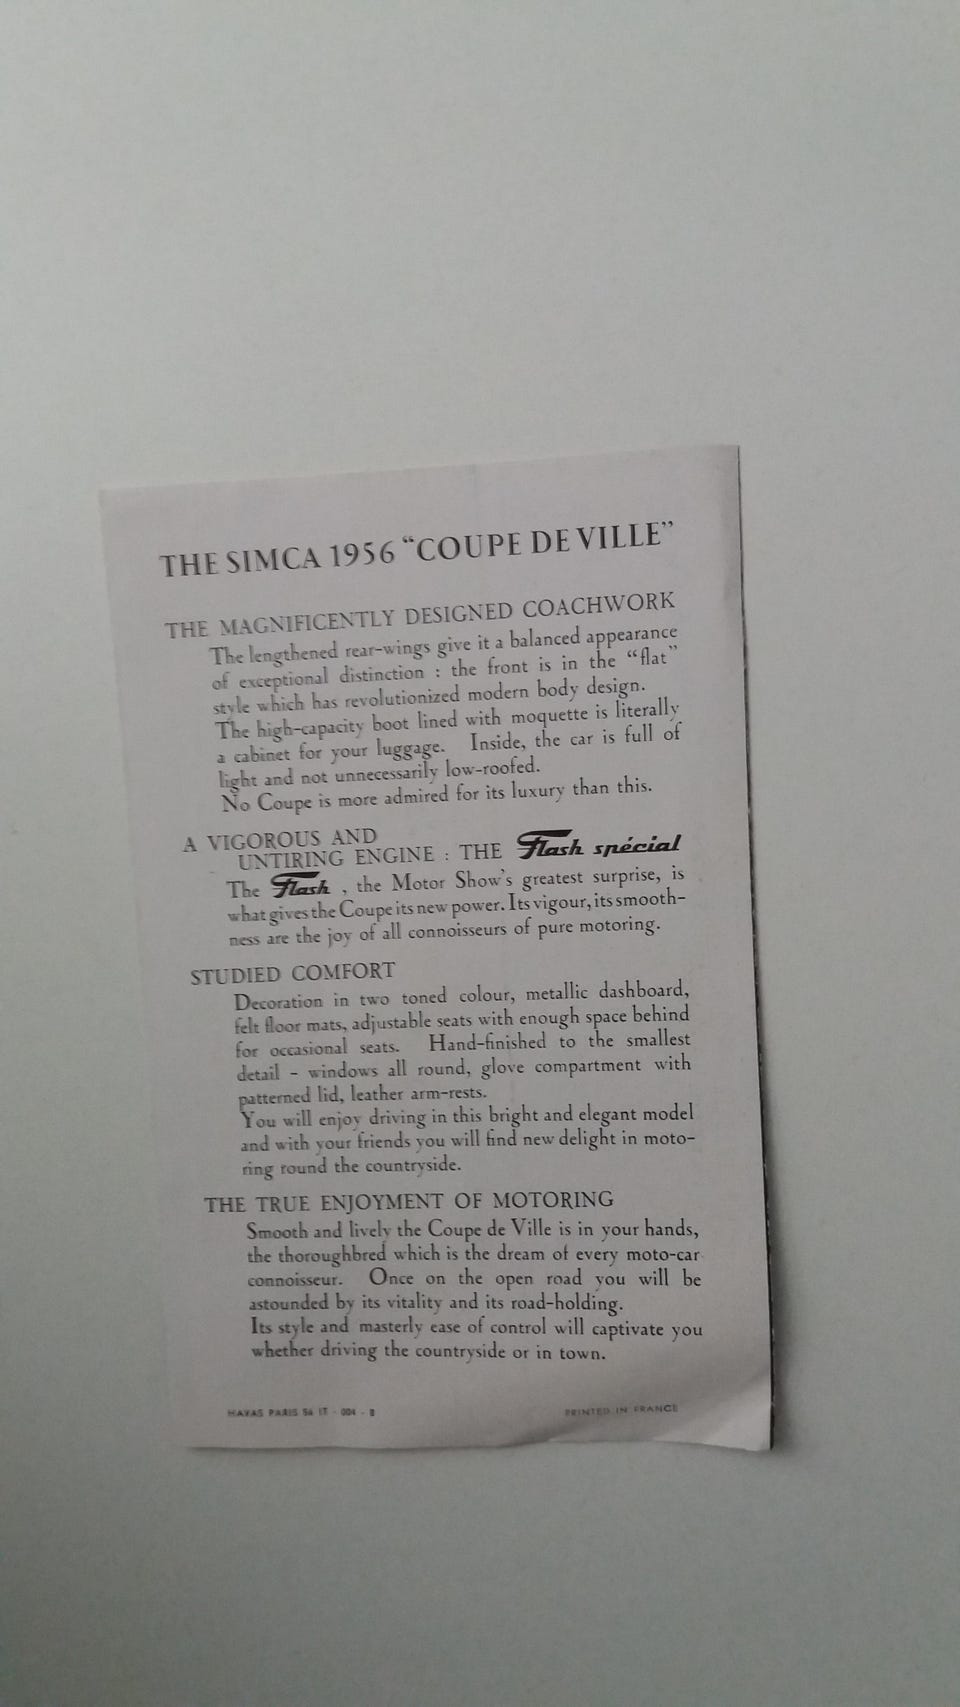 THE SIMCA 1956 “COUPE DE VILLE”
THE MAGNIFICENTLY DESIGNED COACHWORK
The lengthened rear-wings give it a balanced appearance
of exceptional distinction : the front is in the “flat”
style which has revolutionized modern body design.
The high-capacity boot lined with moquette is literally
a cabinet for your luggage. Inside, the car is full of
light and not unnecessarily low-roofed.
No Coupe is more admired for its luxury than this.
A VIGOROUS AND
UNTIRING ENGINE : THE Flash spécial
The Flash , the Motor Show's greatest surprise, is
what gives the Coupe its new power. Its vigour, its smooth-
ness are the joy of all connoisseurs of pure motoring.
STUDIED COMFORT
Decoration in two toned colour, metallic dashboard,
felt floor mats, adjustable seats with enough space behind
for occasional seats. Hand-finished to the smallest
detail - windows all round, glove compartment with
patterned lid, leather arm-rests.
You will enjoy driving in this bright and elegant model
and with your friends you will find new delight in moto-
ring round the countryside.
THE TRUE ENJOYMENT OF MOTORING
Smooth and lively the Coupe de Ville is in your hands,
the thoroughbred which is the dream of every moto-car
connoisseur. Once on the open road you will be
astounded by its vitality and its road-holding.
Its style and masterly ease of control will captivate you
whether driving the countryside or in town.
HAVAS PARIS 56 IT - 004 - B PRINTED IN FRANCE